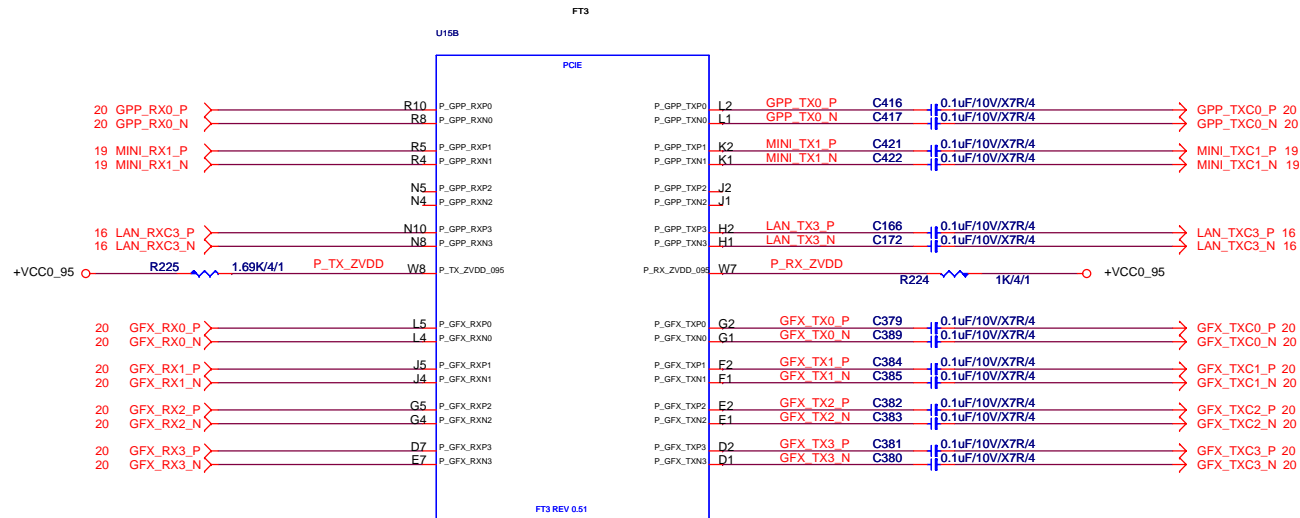 FT3
U15B
PCIE
20 GPP_RX0_P R10 P_GPP_RXP0 P_GPP_TXP0 L2 GPP_TX0_P C416 0.1uF/10V/X7R/4 GPP_TXC0_P 20
20 GPP_RX0_N R8 P_GPP_RXN0 P_GPP_TXN0 L1 GPP_TX0_N C417 0.1uF/10V/X7R/4 GPP_TXC0_N 20
19 MINI_RX1_P R5 P_GPP_RXP1 P_GPP_TXP1 K2 MINI_TX1_P C421 0.1uF/10V/X7R/4 MINI_TXC1_P 19
19 MINI_RX1_N R4 P_GPP_RXN1 P_GPP_TXN1 K1 MINI_TX1_N C422 0.1uF/10V/X7R/4 MINI_TXC1_N 19
N5 P_GPP_RXP2 P_GPP_TXP2 J2
N4 P_GPP_RXN2 P_GPP_TXN2 J1
16 LAN_RXC3_P N10 P_GPP_RXP3 P_GPP_TXP3 H2 LAN_TX3_P C166 0.1uF/10V/X7R/4 LAN_TXC3_P 16
16 LAN_RXC3_N N8 P_GPP_RXN3 P_GPP_TXN3 H1 LAN_TX3_N C172 0.1uF/10V/X7R/4 LAN_TXC3_N 16
+VCC0_95 R225 1.69K/4/1 P_TX_ZVDD W8 P_TX_ZVDD_095 P_RX_ZVDD_095 W7 P_RX_ZVDD R224 1K/4/1 +VCC0_95
20 GFX_RX0_P L5 P_GFX_RXP0 P_GFX_TXP0 G2 GFX_TX0_P C379 0.1uF/10V/X7R/4 GFX_TXC0_P 20
20 GFX_RX0_N L4 P_GFX_RXN0 P_GFX_TXN0 G1 GFX_TX0_N C389 0.1uF/10V/X7R/4 GFX_TXC0_N 20
20 GFX_RX1_P J5 P_GFX_RXP1 P_GFX_TXP1 F2 GFX_TX1_P C384 0.1uF/10V/X7R/4 GFX_TXC1_P 20
20 GFX_RX1_N J4 P_GFX_RXN1 P_GFX_TXN1 F1 GFX_TX1_N C385 0.1uF/10V/X7R/4 GFX_TXC1_N 20
20 GFX_RX2_P G5 P_GFX_RXP2 P_GFX_TXP2 E2 GFX_TX2_P C382 0.1uF/10V/X7R/4 GFX_TXC2_P 20
20 GFX_RX2_N G4 P_GFX_RXN2 P_GFX_TXN2 E1 GFX_TX2_N C383 0.1uF/10V/X7R/4 GFX_TXC2_N 20
20 GFX_RX3_P D7 P_GFX_RXP3 P_GFX_TXP3 D2 GFX_TX3_P C381 0.1uF/10V/X7R/4 GFX_TXC3_P 20
20 GFX_RX3_N E7 P_GFX_RXN3 P_GFX_TXN3 D1 GFX_TX3_N C380 0.1uF/10V/X7R/4 GFX_TXC3_N 20
FT3 REV 0.51